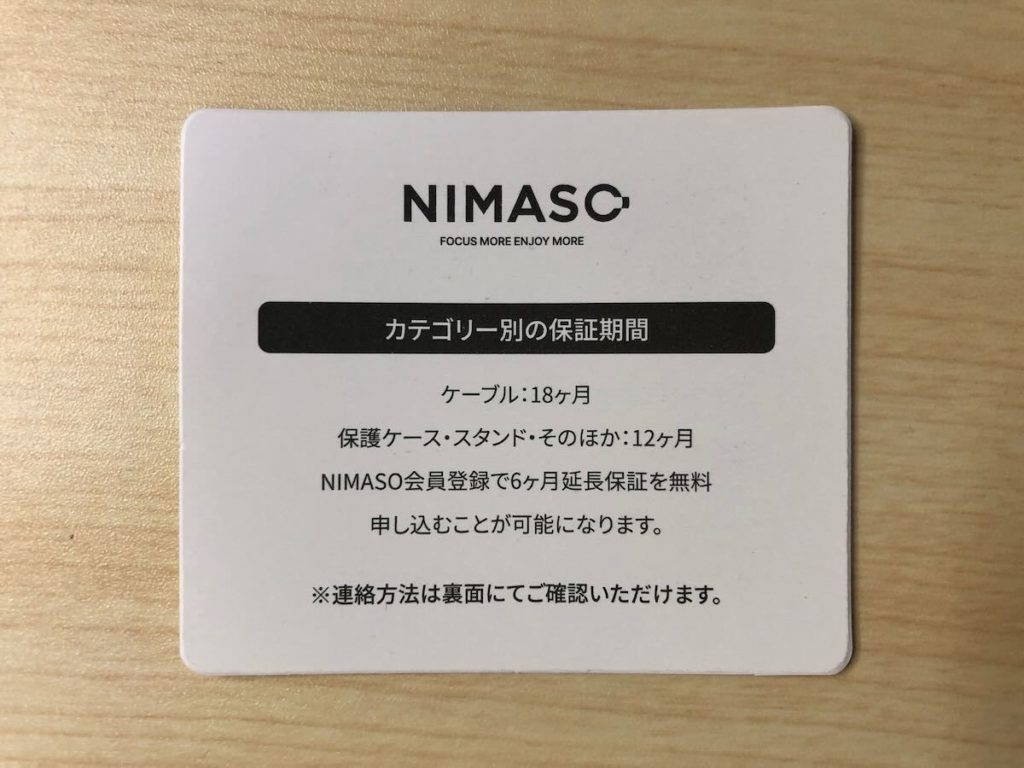 NIMASO
FOCUS MORE ENJOY MORE
カテゴリー別の保証期間
ケーブル：18ヶ月
保護ケース・スタンド・そのほか：12ヶ月
NIMASO会員登録で6ヶ月延長保証を無料
申し込むことが可能になります。
※連絡方法は裏面にてご確認いただけます。